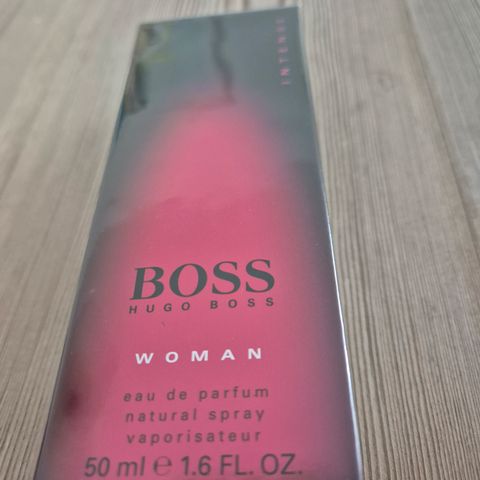 INTENSE
BOSS
HUGO BOSS
WOMAN
eau de parfum
natural spray
vaporisateur
50 ml ℮ 1.6 FL. OZ.